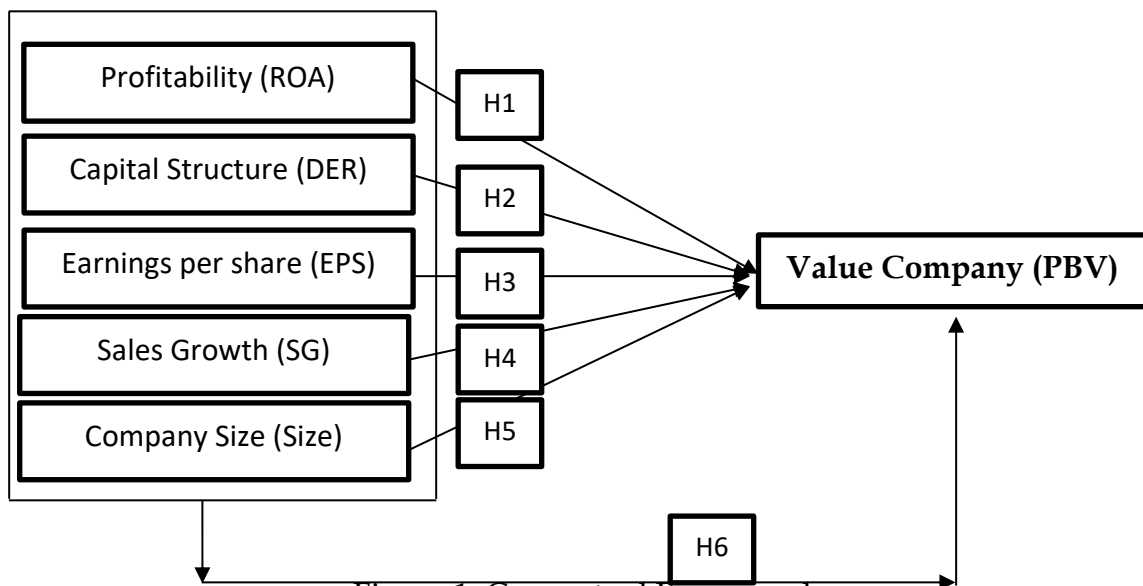 Profitability (ROA)
H1
Capital Structure (DER)
H2
Earnings per share (EPS)
H3
Value Company (PBV)
Sales Growth (SG)
H4
Company Size (Size)
H5
H6